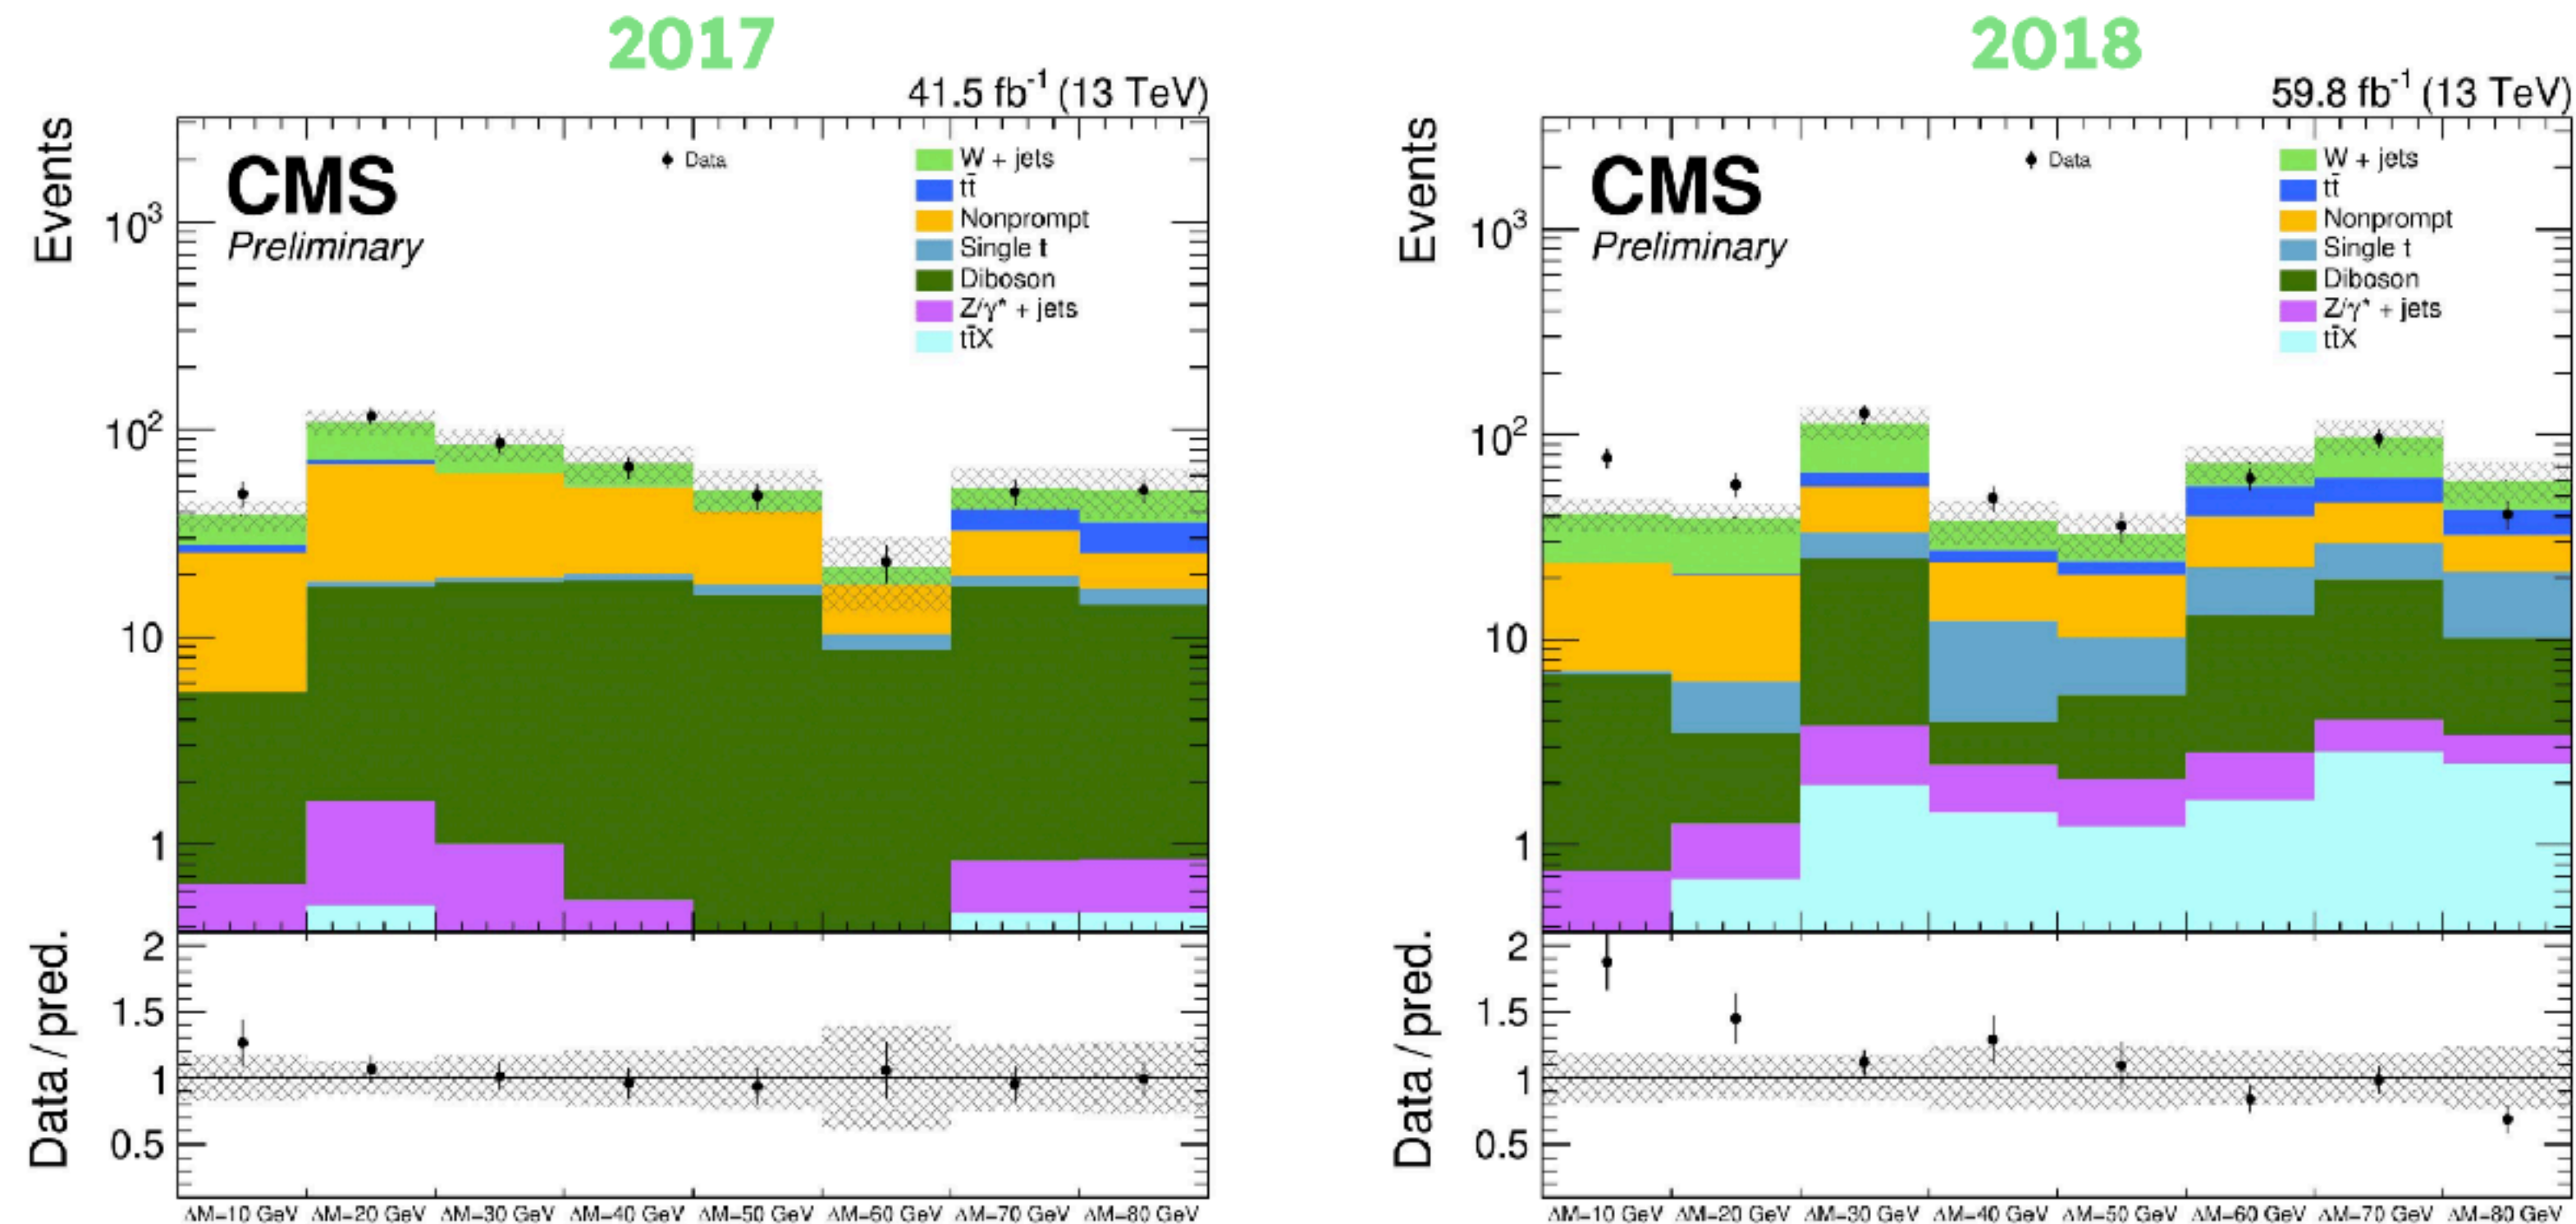 2017
41.5 fb⁻¹ (13 TeV)
Events
CMS
Preliminary
Data
W + jets
tt̄
Nonprompt
Single t
Diboson
Z/γ* + jets
tt̄X
10³
10²
10
1
Data / pred.
2
1.5
1
0.5
ΔM=10 GeV ΔM=20 GeV ΔM=30 GeV ΔM=40 GeV ΔM=50 GeV ΔM=60 GeV ΔM=70 GeV ΔM=80 GeV
2018
59.8 fb⁻¹ (13 TeV)
Events
CMS
Preliminary
Data
W + jets
tt̄
Nonprompt
Single t
Diboson
Z/γ* + jets
tt̄X
10³
10²
10
1
Data / pred.
2
1.5
1
0.5
ΔM=10 GeV ΔM=20 GeV ΔM=30 GeV ΔM=40 GeV ΔM=50 GeV ΔM=60 GeV ΔM=70 GeV ΔM=80 GeV